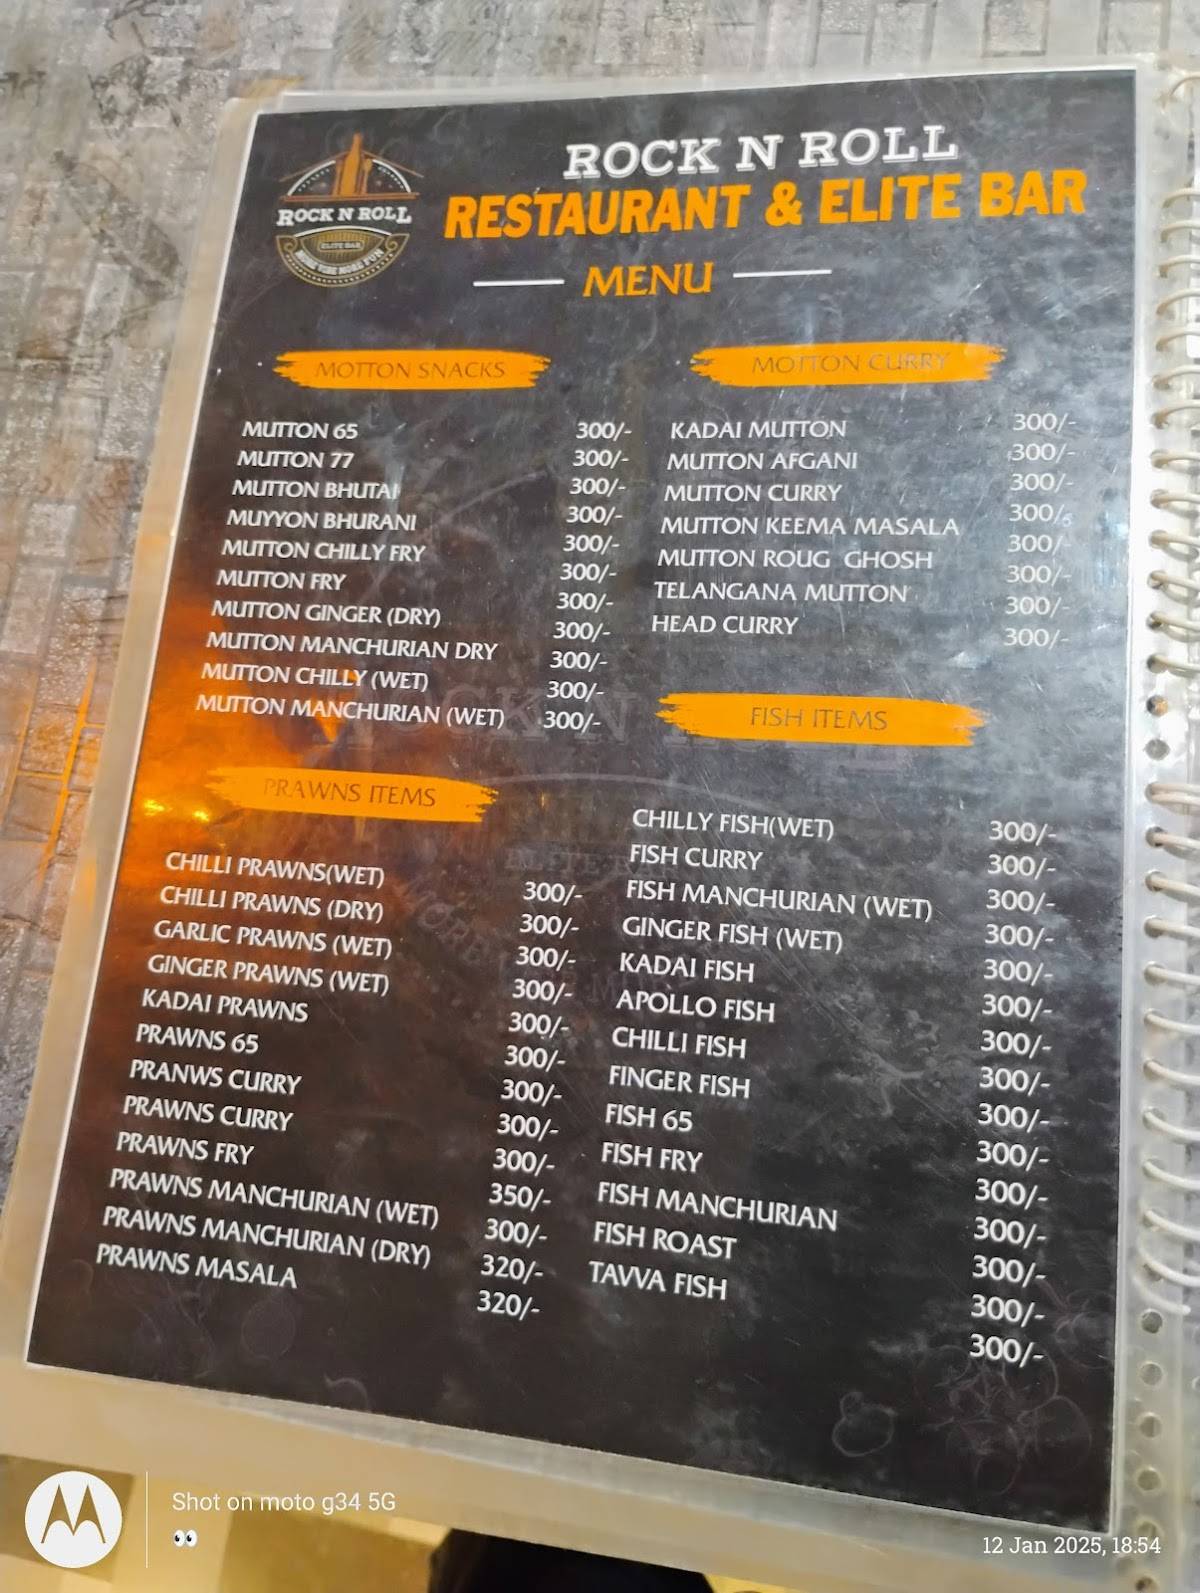 ROCK N ROLL
RESTAURANT & ELITE BAR
MENU
ROCK N ROLL
ELITE BAR
MOTTON SNACKS
MUTTON 65 300/-
MUTTON 77 300/-
MUTTON BHUTAI 300/-
MUYYON BHURANI 300/-
MUTTON CHILLY FRY 300/-
MUTTON FRY 300/-
MUTTON GINGER (DRY) 300/-
MUTTON MANCHURIAN DRY 300/-
MUTTON CHILLY (WET) 300/-
MUTTON MANCHURIAN (WET) 300/-
300/-
MOTTON CURRY
KADAI MUTTON 300/-
MUTTON AFGANI 300/-
MUTTON CURRY 300/-
MUTTON KEEMA MASALA 300/-
MUTTON ROUG GHOSH 300/-
TELANGANA MUTTON 300/-
HEAD CURRY 300/-
300/-
PRAWNS ITEMS
CHILLI PRAWNS(WET) 300/-
CHILLI PRAWNS (DRY) 300/-
GARLIC PRAWNS (WET) 300/-
GINGER PRAWNS (WET) 300/-
KADAI PRAWNS 300/-
PRAWNS 65 300/-
PRANWS CURRY 300/-
PRAWNS CURRY 300/-
PRAWNS FRY 300/-
PRAWNS MANCHURIAN (WET) 350/-
PRAWNS MANCHURIAN (DRY) 300/-
PRAWNS MASALA 320/-
320/-
FISH ITEMS
CHILLY FISH(WET) 300/-
FISH CURRY 300/-
FISH MANCHURIAN (WET) 300/-
GINGER FISH (WET) 300/-
KADAI FISH 300/-
APOLLO FISH 300/-
CHILLI FISH 300/-
FINGER FISH 300/-
FISH 65 300/-
FISH FRY 300/-
FISH MANCHURIAN 300/-
FISH ROAST 300/-
TAVVA FISH 300/-
300/-
300/-
Shot on moto g34 5G
12 Jan 2025, 18:54